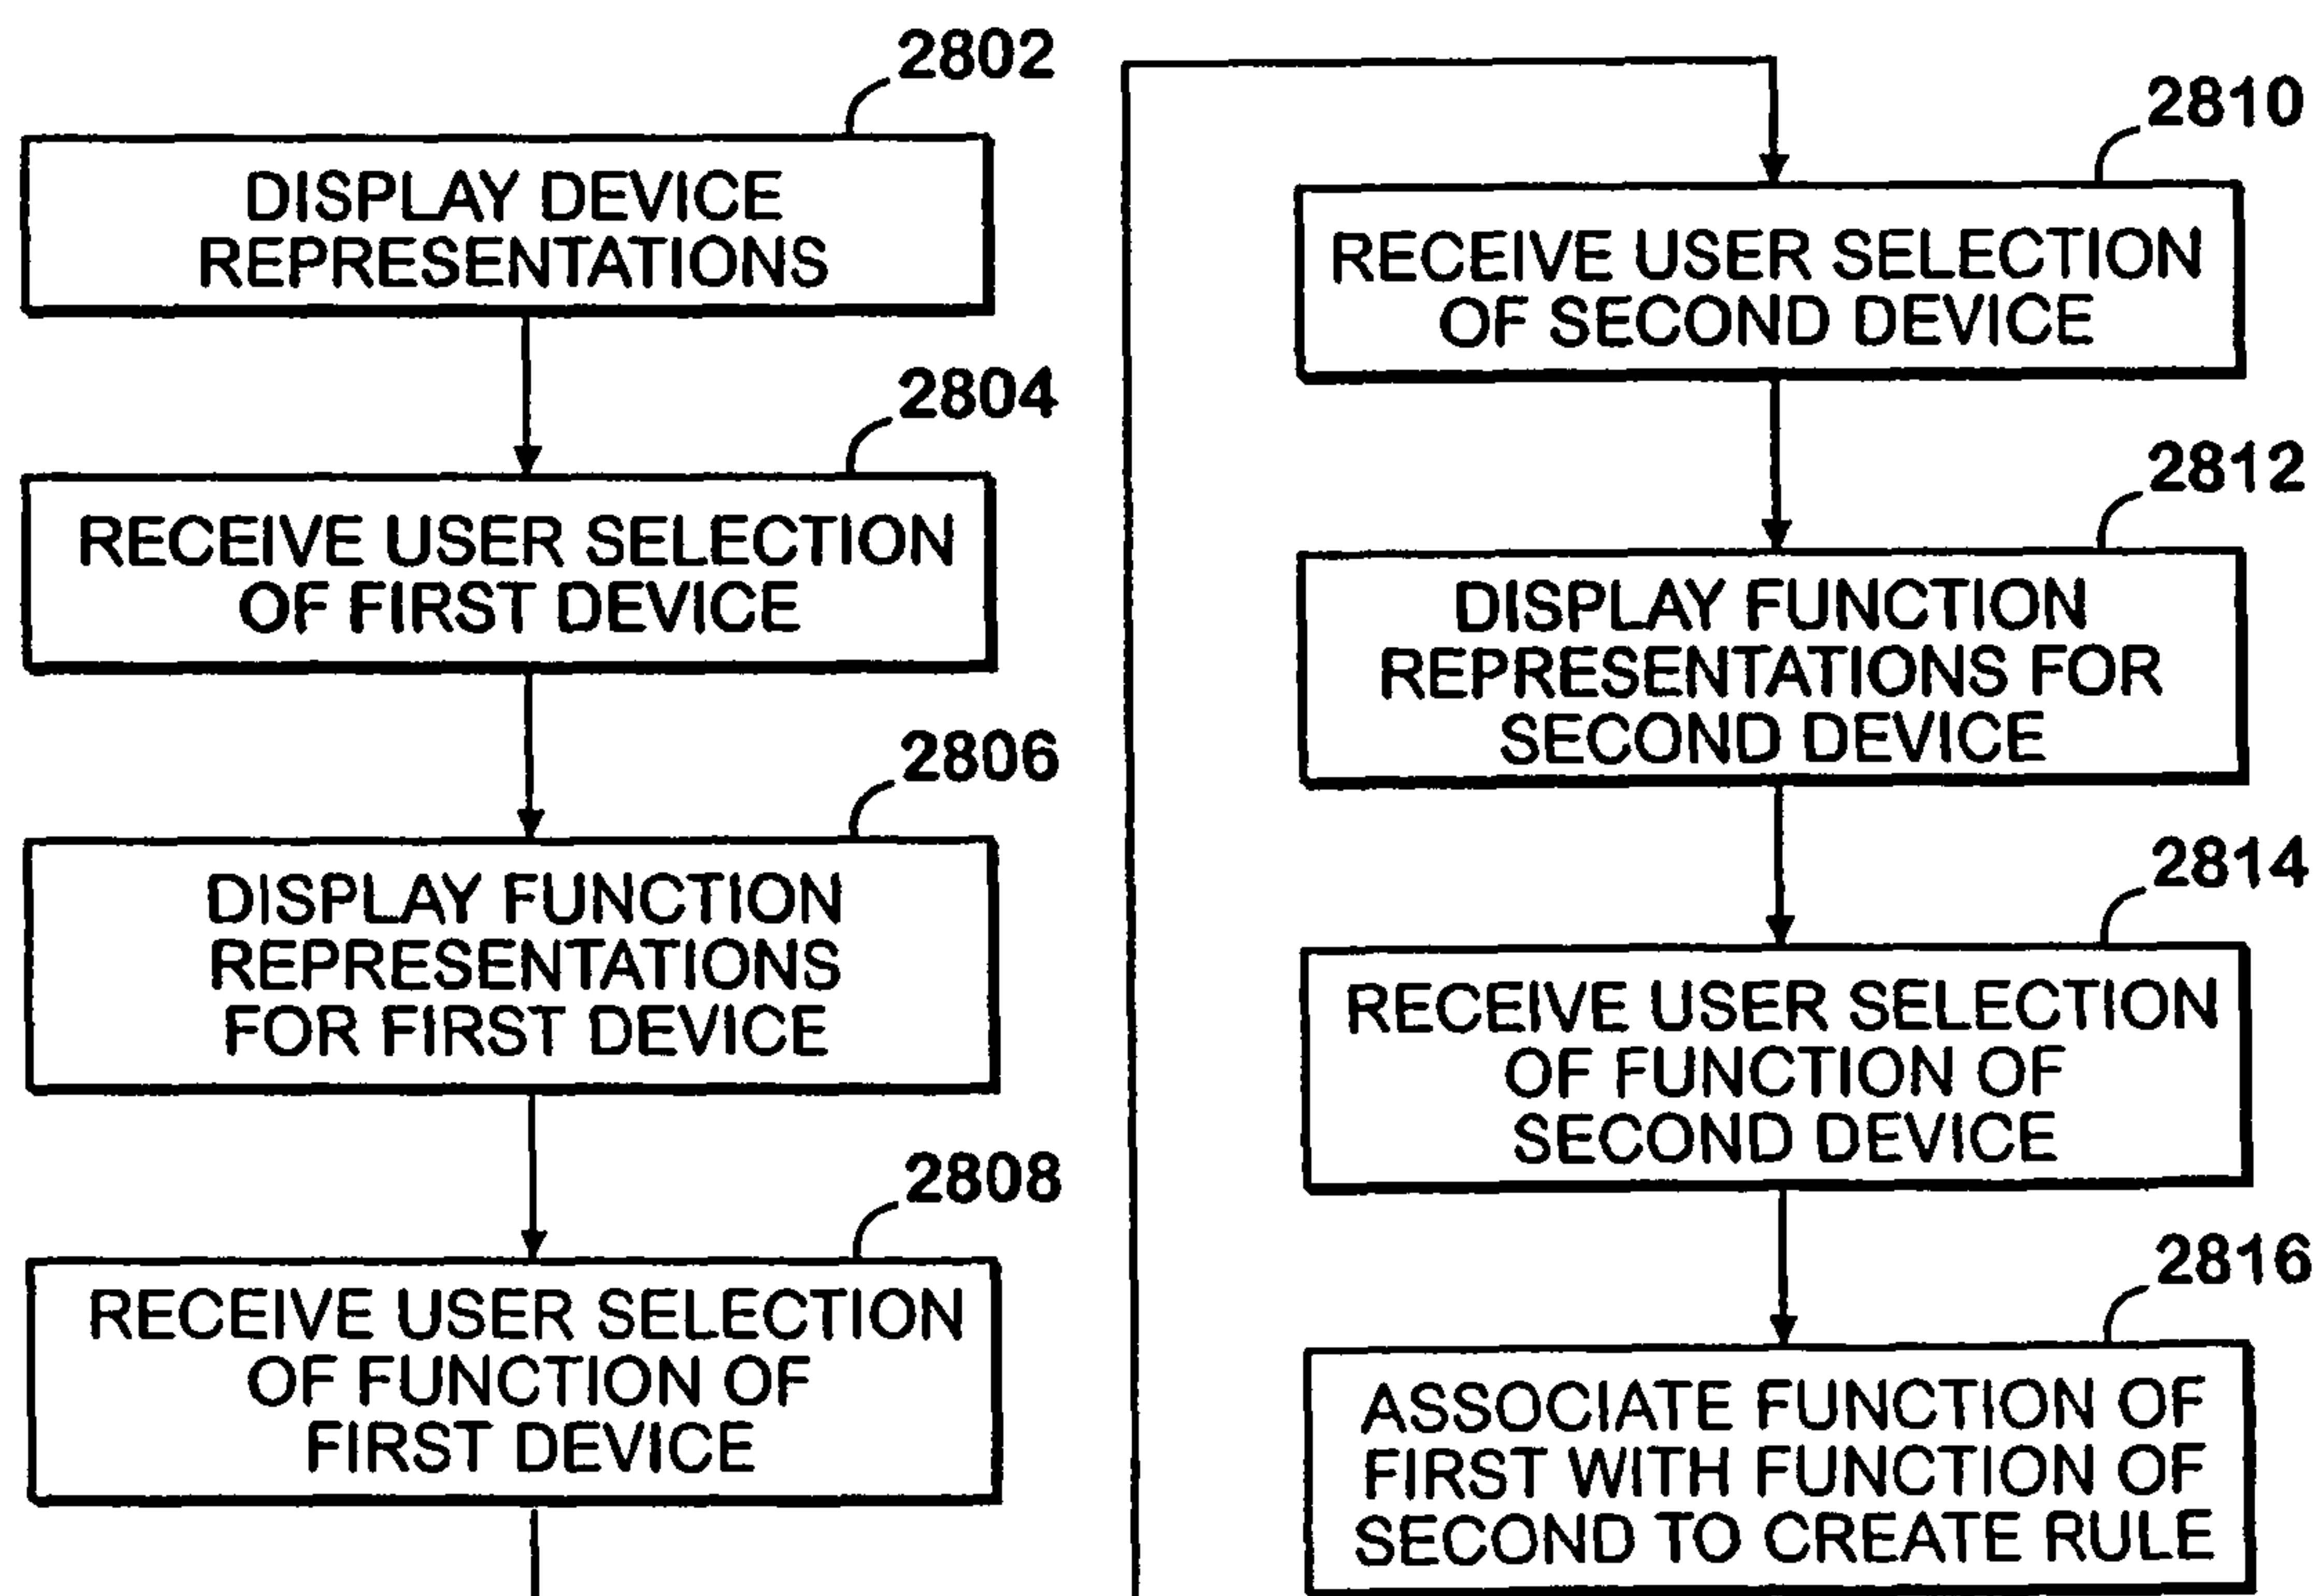 2802
DISPLAY DEVICE
REPRESENTATIONS
2804
RECEIVE USER SELECTION
OF FIRST DEVICE
2806
DISPLAY FUNCTION
REPRESENTATIONS
FOR FIRST DEVICE
2808
RECEIVE USER SELECTION
OF FUNCTION OF
FIRST DEVICE
2810
RECEIVE USER SELECTION
OF SECOND DEVICE
2812
DISPLAY FUNCTION
REPRESENTATIONS FOR
SECOND DEVICE
2814
RECEIVE USER SELECTION
OF FUNCTION OF
SECOND DEVICE
2816
ASSOCIATE FUNCTION OF
FIRST WITH FUNCTION OF
SECOND TO CREATE RULE